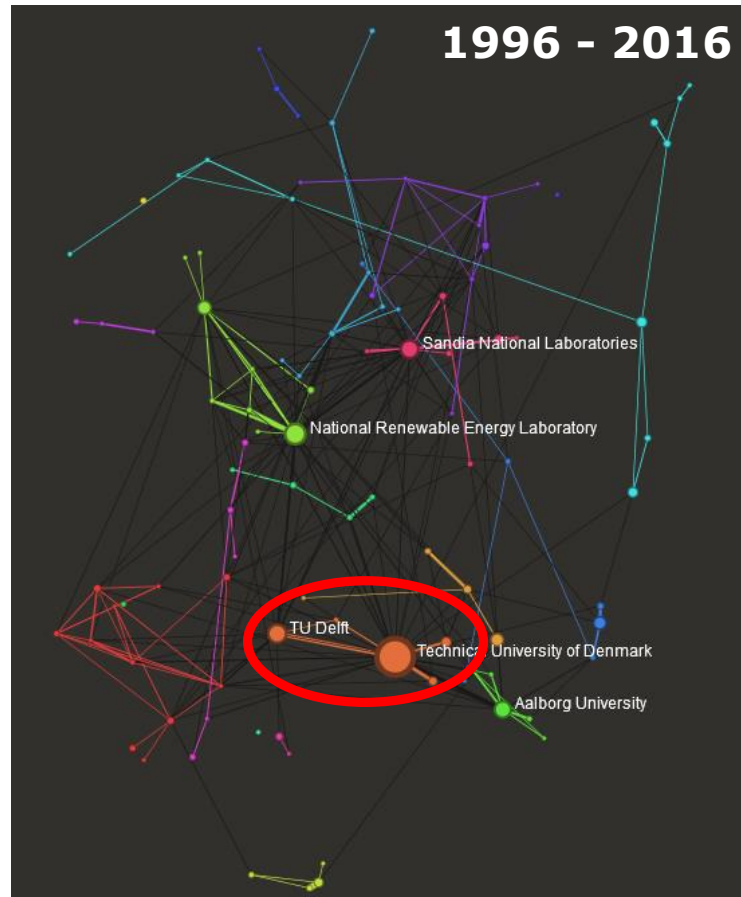 1996 - 2016
Sandia National Laboratories
National Renewable Energy Laboratory
TU Delft
Technical University of Denmark
Aalborg University